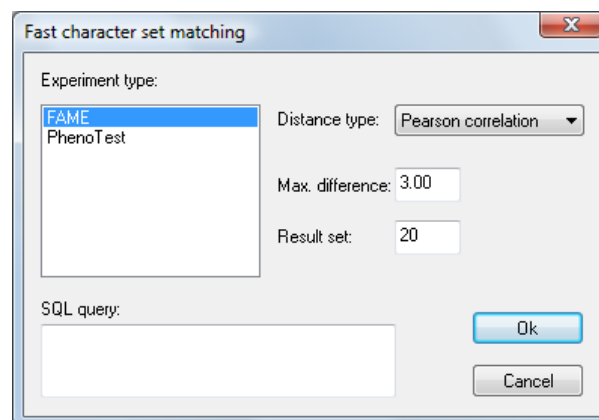 Fast character set matching
Experiment type:
FAME
PhenoTest
Distance type: Pearson correlation
Max. difference: 3.00
Result set: 20
SQL query:
Ok
Cancel